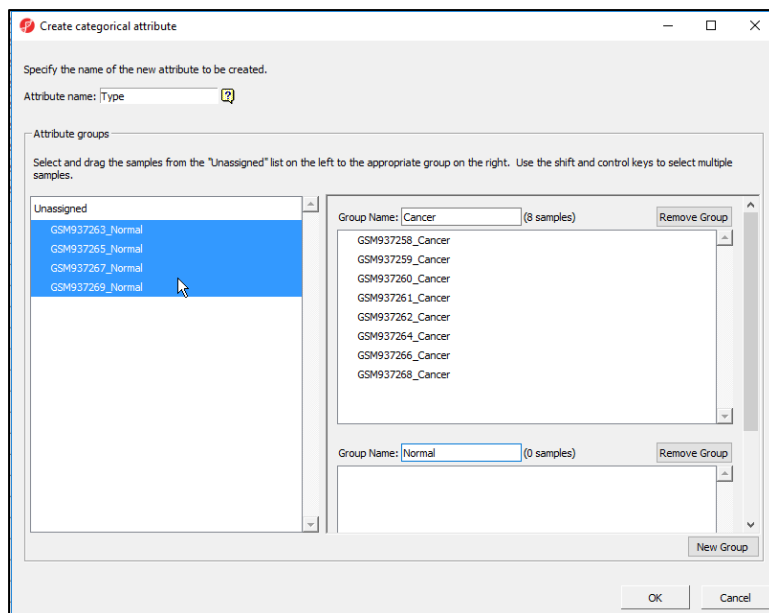 Create categorical attribute
Specify the name of the new attribute to be created.
Attribute name: Type
Attribute groups
Select and drag the samples from the "Unassigned" list on the left to the appropriate group on the right. Use the shift and control keys to select multiple
samples.
Unassigned
GSM937263_Normal
GSM937265_Normal
GSM937267_Normal
GSM937269_Normal
Group Name: Cancer (8 samples) Remove Group
GSM937258_Cancer
GSM937259_Cancer
GSM937260_Cancer
GSM937261_Cancer
GSM937262_Cancer
GSM937264_Cancer
GSM937266_Cancer
GSM937268_Cancer
Group Name: Normal (0 samples) Remove Group
New Group
OK Cancel